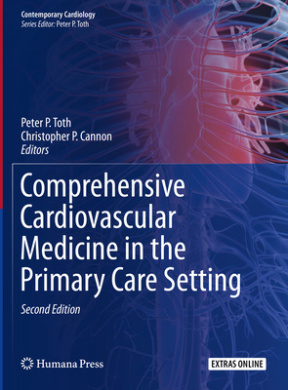 Contemporary Cardiology
Series Editor: Peter P. Toth
Peter P. Toth
Christopher P. Cannon
Editors
Comprehensive
Cardiovascular
Medicine in the
Primary Care Setting
Second Edition
Humana Press
EXTRAS ONLINE